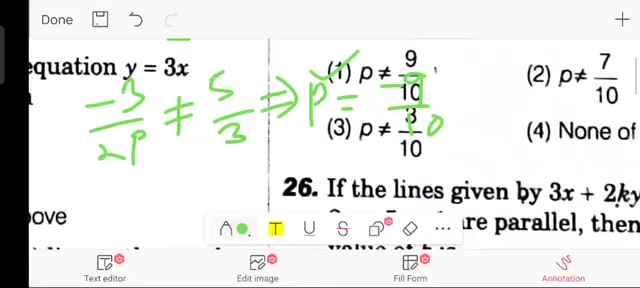 Done
equation y = 3x
(1) p ≠ 9/10
(2) p ≠ 7/10
-3/2p ≠ 5/3 ⇒ p = -9/10
(3) p ≠ 3/10
(4) None of
26. If the lines given by 3x + 2ky
ove
are parallel, then
Text editor
Edit image
Fill Form
Annotation